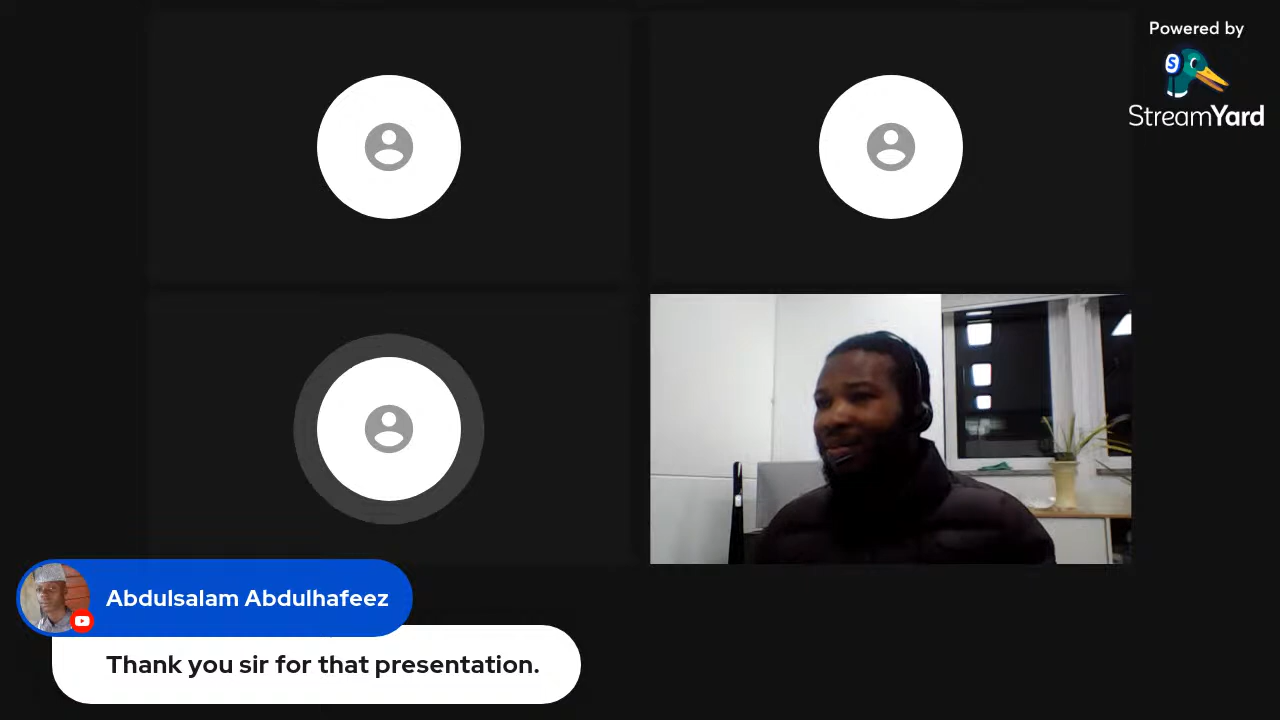 Powered by
StreamYard
Abdulsalam Abdulhafeez
Thank you sir for that presentation.